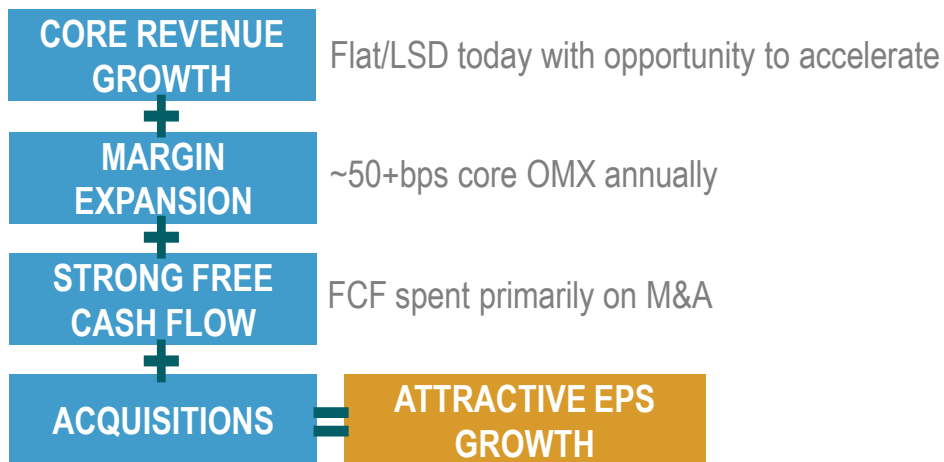 CORE REVENUE
GROWTH
Flat/LSD today with opportunity to accelerate
+
MARGIN
EXPANSION
~50+bps core OMX annually
+
STRONG FREE
CASH FLOW
FCF spent primarily on M&A
+
ACQUISITIONS
=
ATTRACTIVE EPS
GROWTH